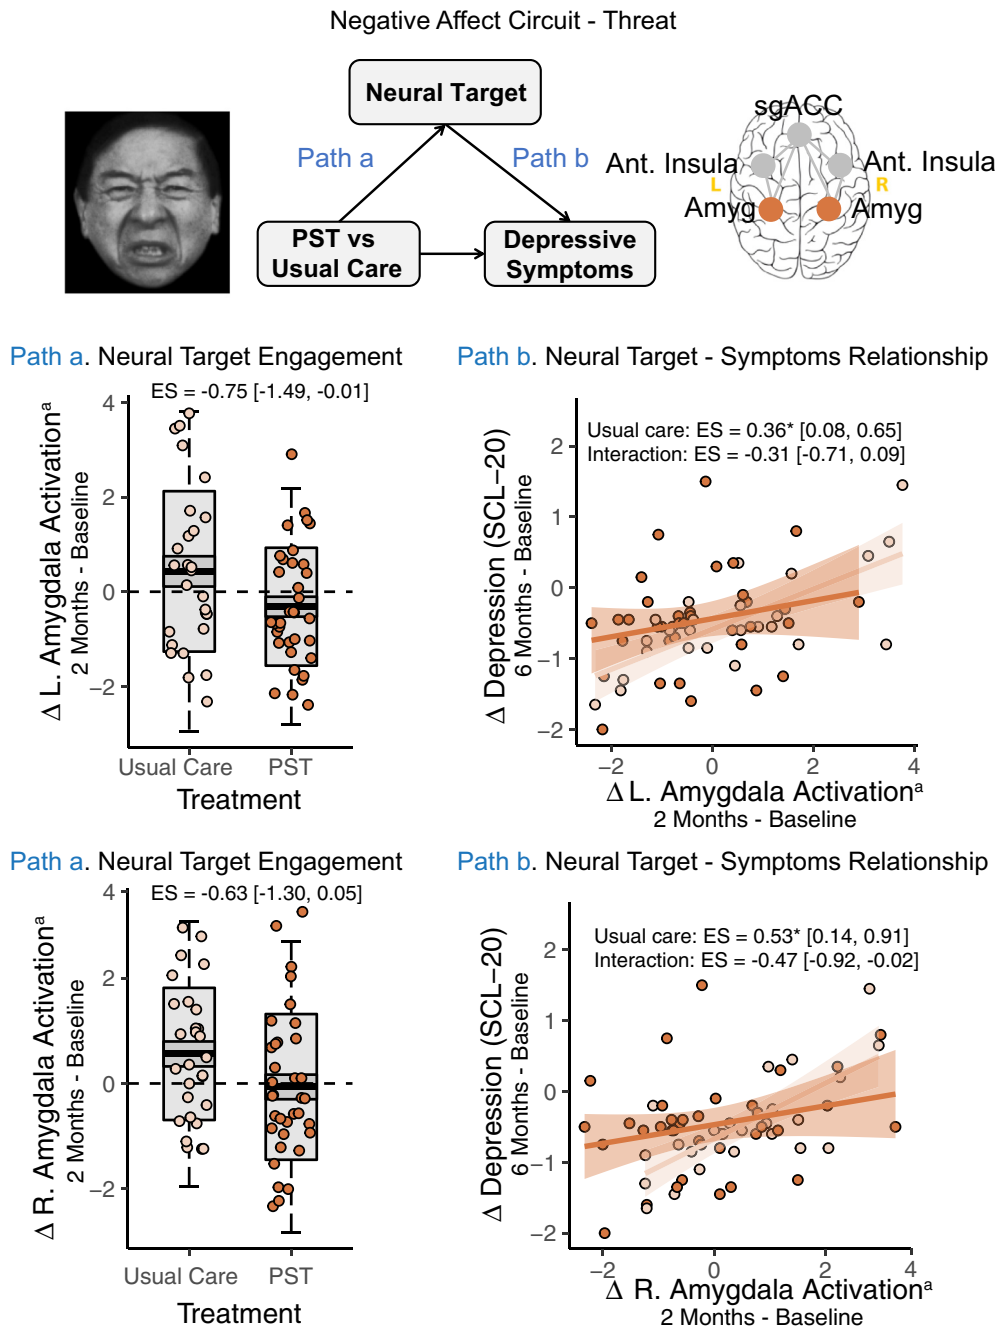 Negative Affect Circuit - Threat
Neural Target
Path a
Path b
PST vs
Usual Care
Depressive
Symptoms
sgACC
Ant. Insula
Ant. Insula
L
R
Amyg
Amyg
Path a. Neural Target Engagement
ES = -0.75 [-1.49, -0.01]
Δ L. Amygdala Activationᵃ
2 Months - Baseline
4
2
0
−2
Usual Care
PST
Treatment
Path b. Neural Target - Symptoms Relationship
Usual care: ES = 0.36* [0.08, 0.65]
Interaction: ES = -0.31 [-0.71, 0.09]
Δ Depression (SCL−20)
6 Months - Baseline
2
1
0
−1
−2
−2
0
2
4
Δ L. Amygdala Activationᵃ
2 Months - Baseline
Path a. Neural Target Engagement
ES = -0.63 [-1.30, 0.05]
Δ R. Amygdala Activationᵃ
2 Months - Baseline
4
2
0
−2
Usual Care
PST
Treatment
Path b. Neural Target - Symptoms Relationship
Usual care: ES = 0.53* [0.14, 0.91]
Interaction: ES = -0.47 [-0.92, -0.02]
Δ Depression (SCL−20)
6 Months - Baseline
2
1
0
−1
−2
−2
0
2
4
Δ R. Amygdala Activationᵃ
2 Months - Baseline